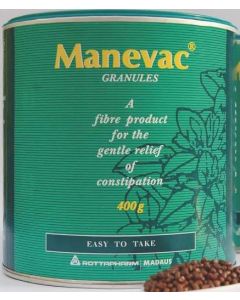 Manevac®
GRANULES
A
fibre product
for the
gentle relief
of
constipation
400g
EASY TO TAKE
ROTTAPHARM | MADAUS